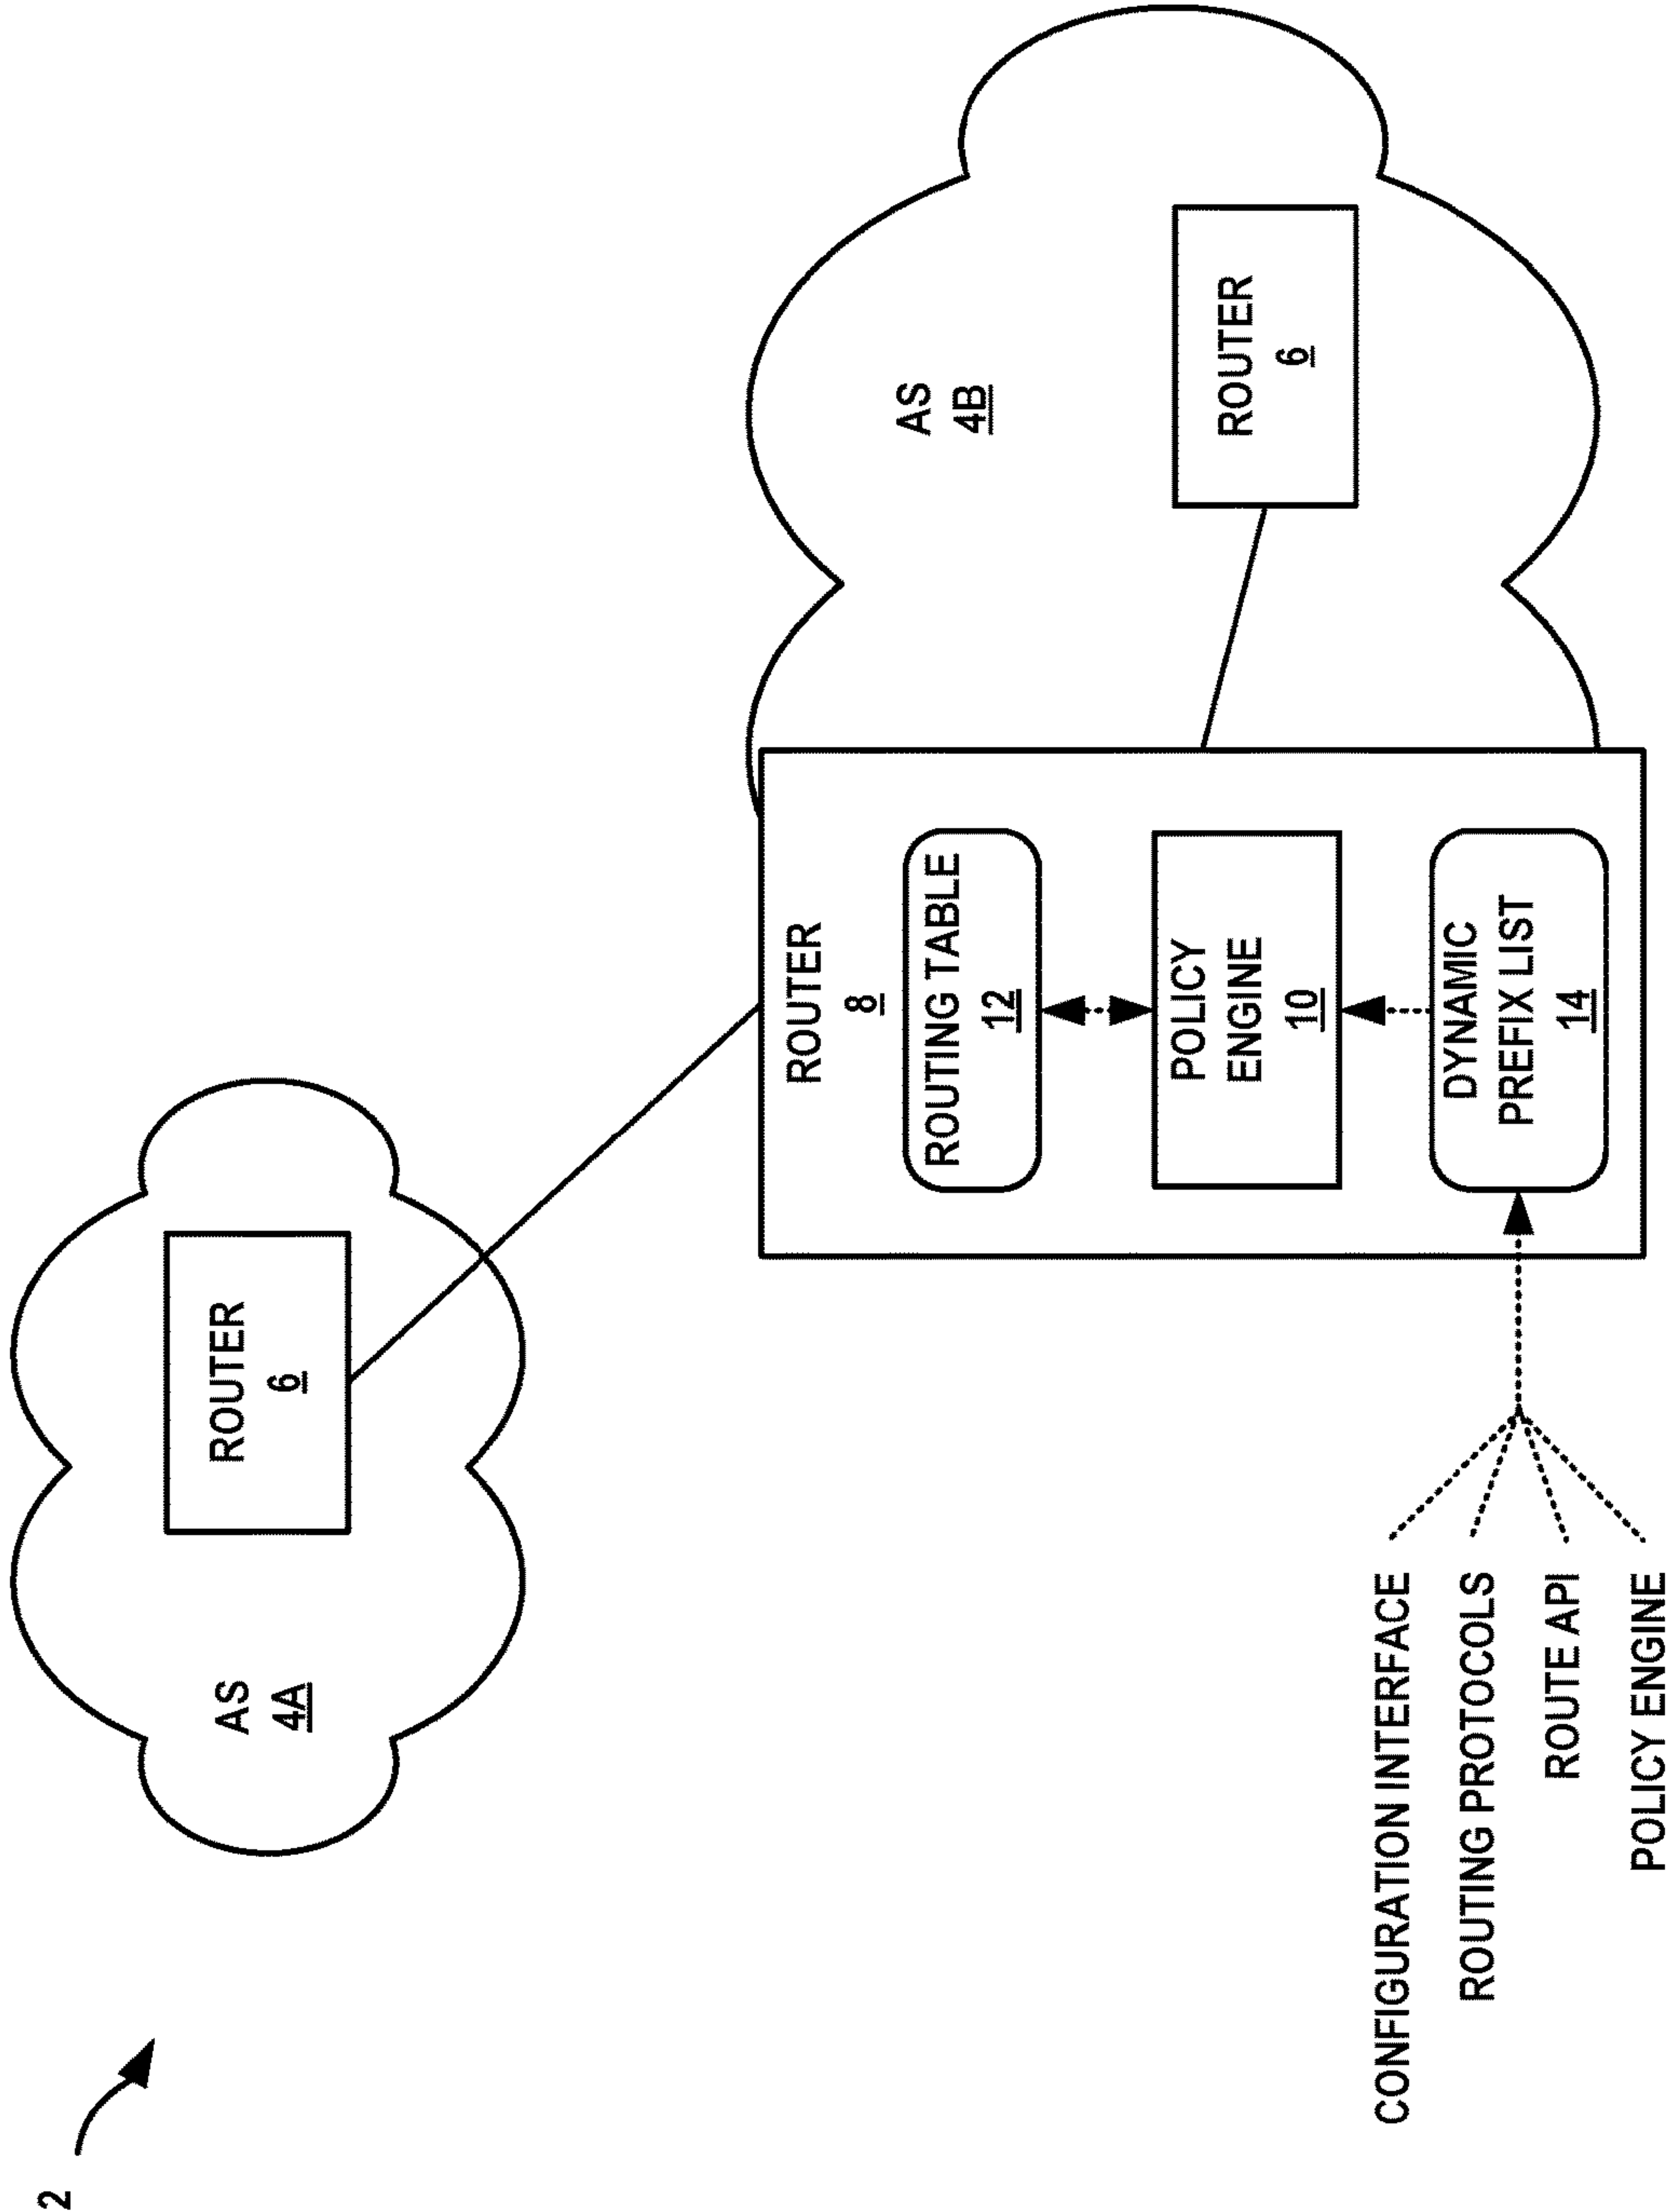 2
AS
4A
ROUTER
6
AS
4B
ROUTER
6
ROUTER
8
ROUTING TABLE
12
POLICY
ENGINE
10
DYNAMIC
PREFIX LIST
14
CONFIGURATION INTERFACE
ROUTING PROTOCOLS
ROUTE API
POLICY ENGINE